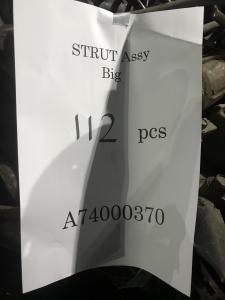 STRUT Assy
Big
112 pcs
A74000370